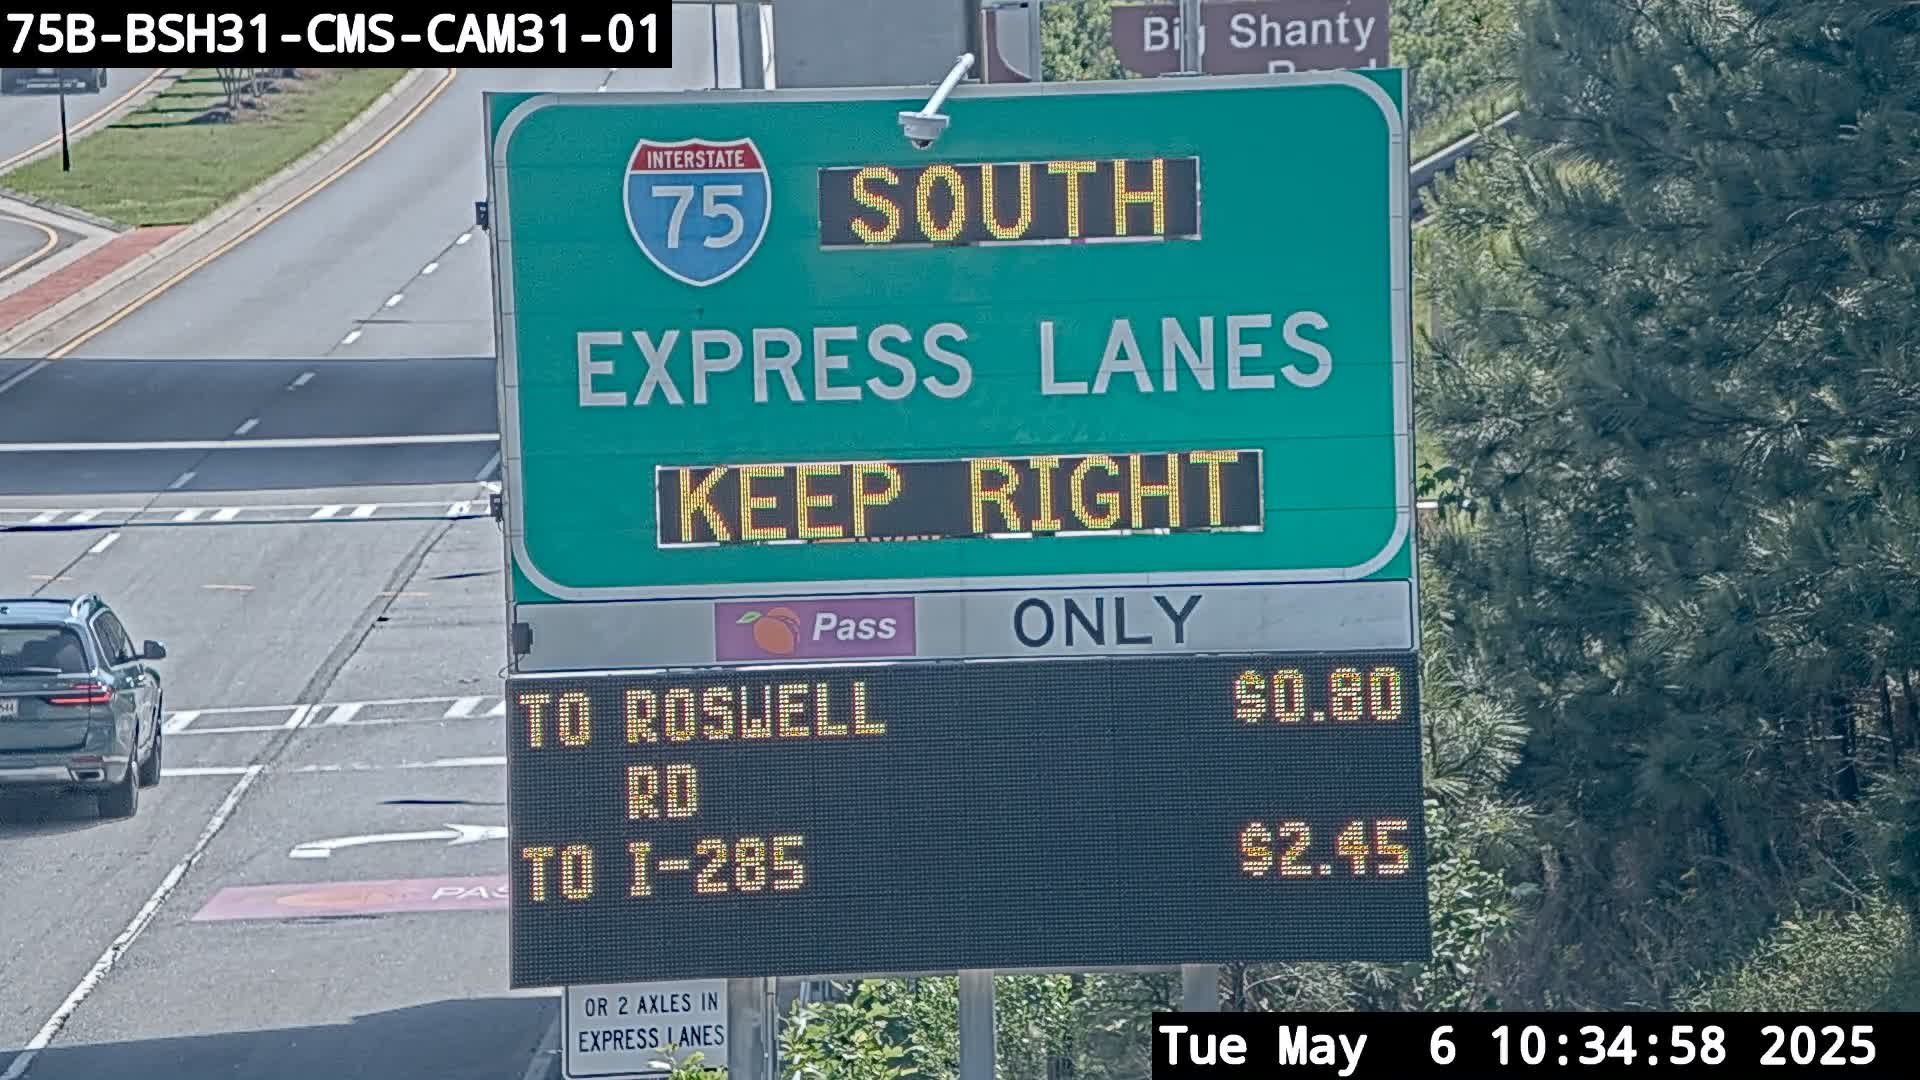 75B-BSH31-CMS-CAM31-01
Big Shanty
Road
INTERSTATE
75
SOUTH
EXPRESS LANES
KEEP RIGHT
Pass ONLY
TO ROSWELL $0.80
RD
TO I-285 $2.45
PAS
OR 2 AXLES IN
EXPRESS LANES
Tue May 6 10:34:58 2025